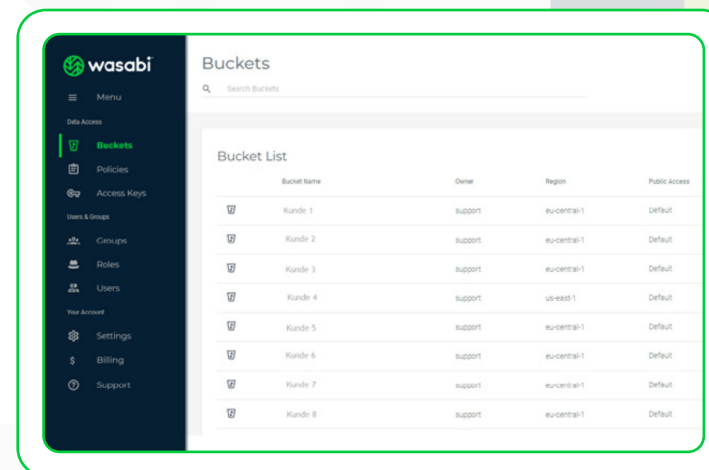 wasabi
Menu
Data Access
Buckets
Policies
Access Keys
Users & Groups
Groups
Roles
Users
Your Account
Settings
$ Billing
Support
Buckets
Search Buckets
Bucket List
Bucket Name Owner Region Public Access
Kunde 1 support eu-central-1 Default
Kunde 2 support eu-central-1 Default
Kunde 3 support eu-central-1 Default
Kunde 4 support us-east-1 Default
Kunde 5 support eu-central-1 Default
Kunde 6 support eu-central-1 Default
Kunde 7 support eu-central-1 Default
Kunde 8 support eu-central-1 Default